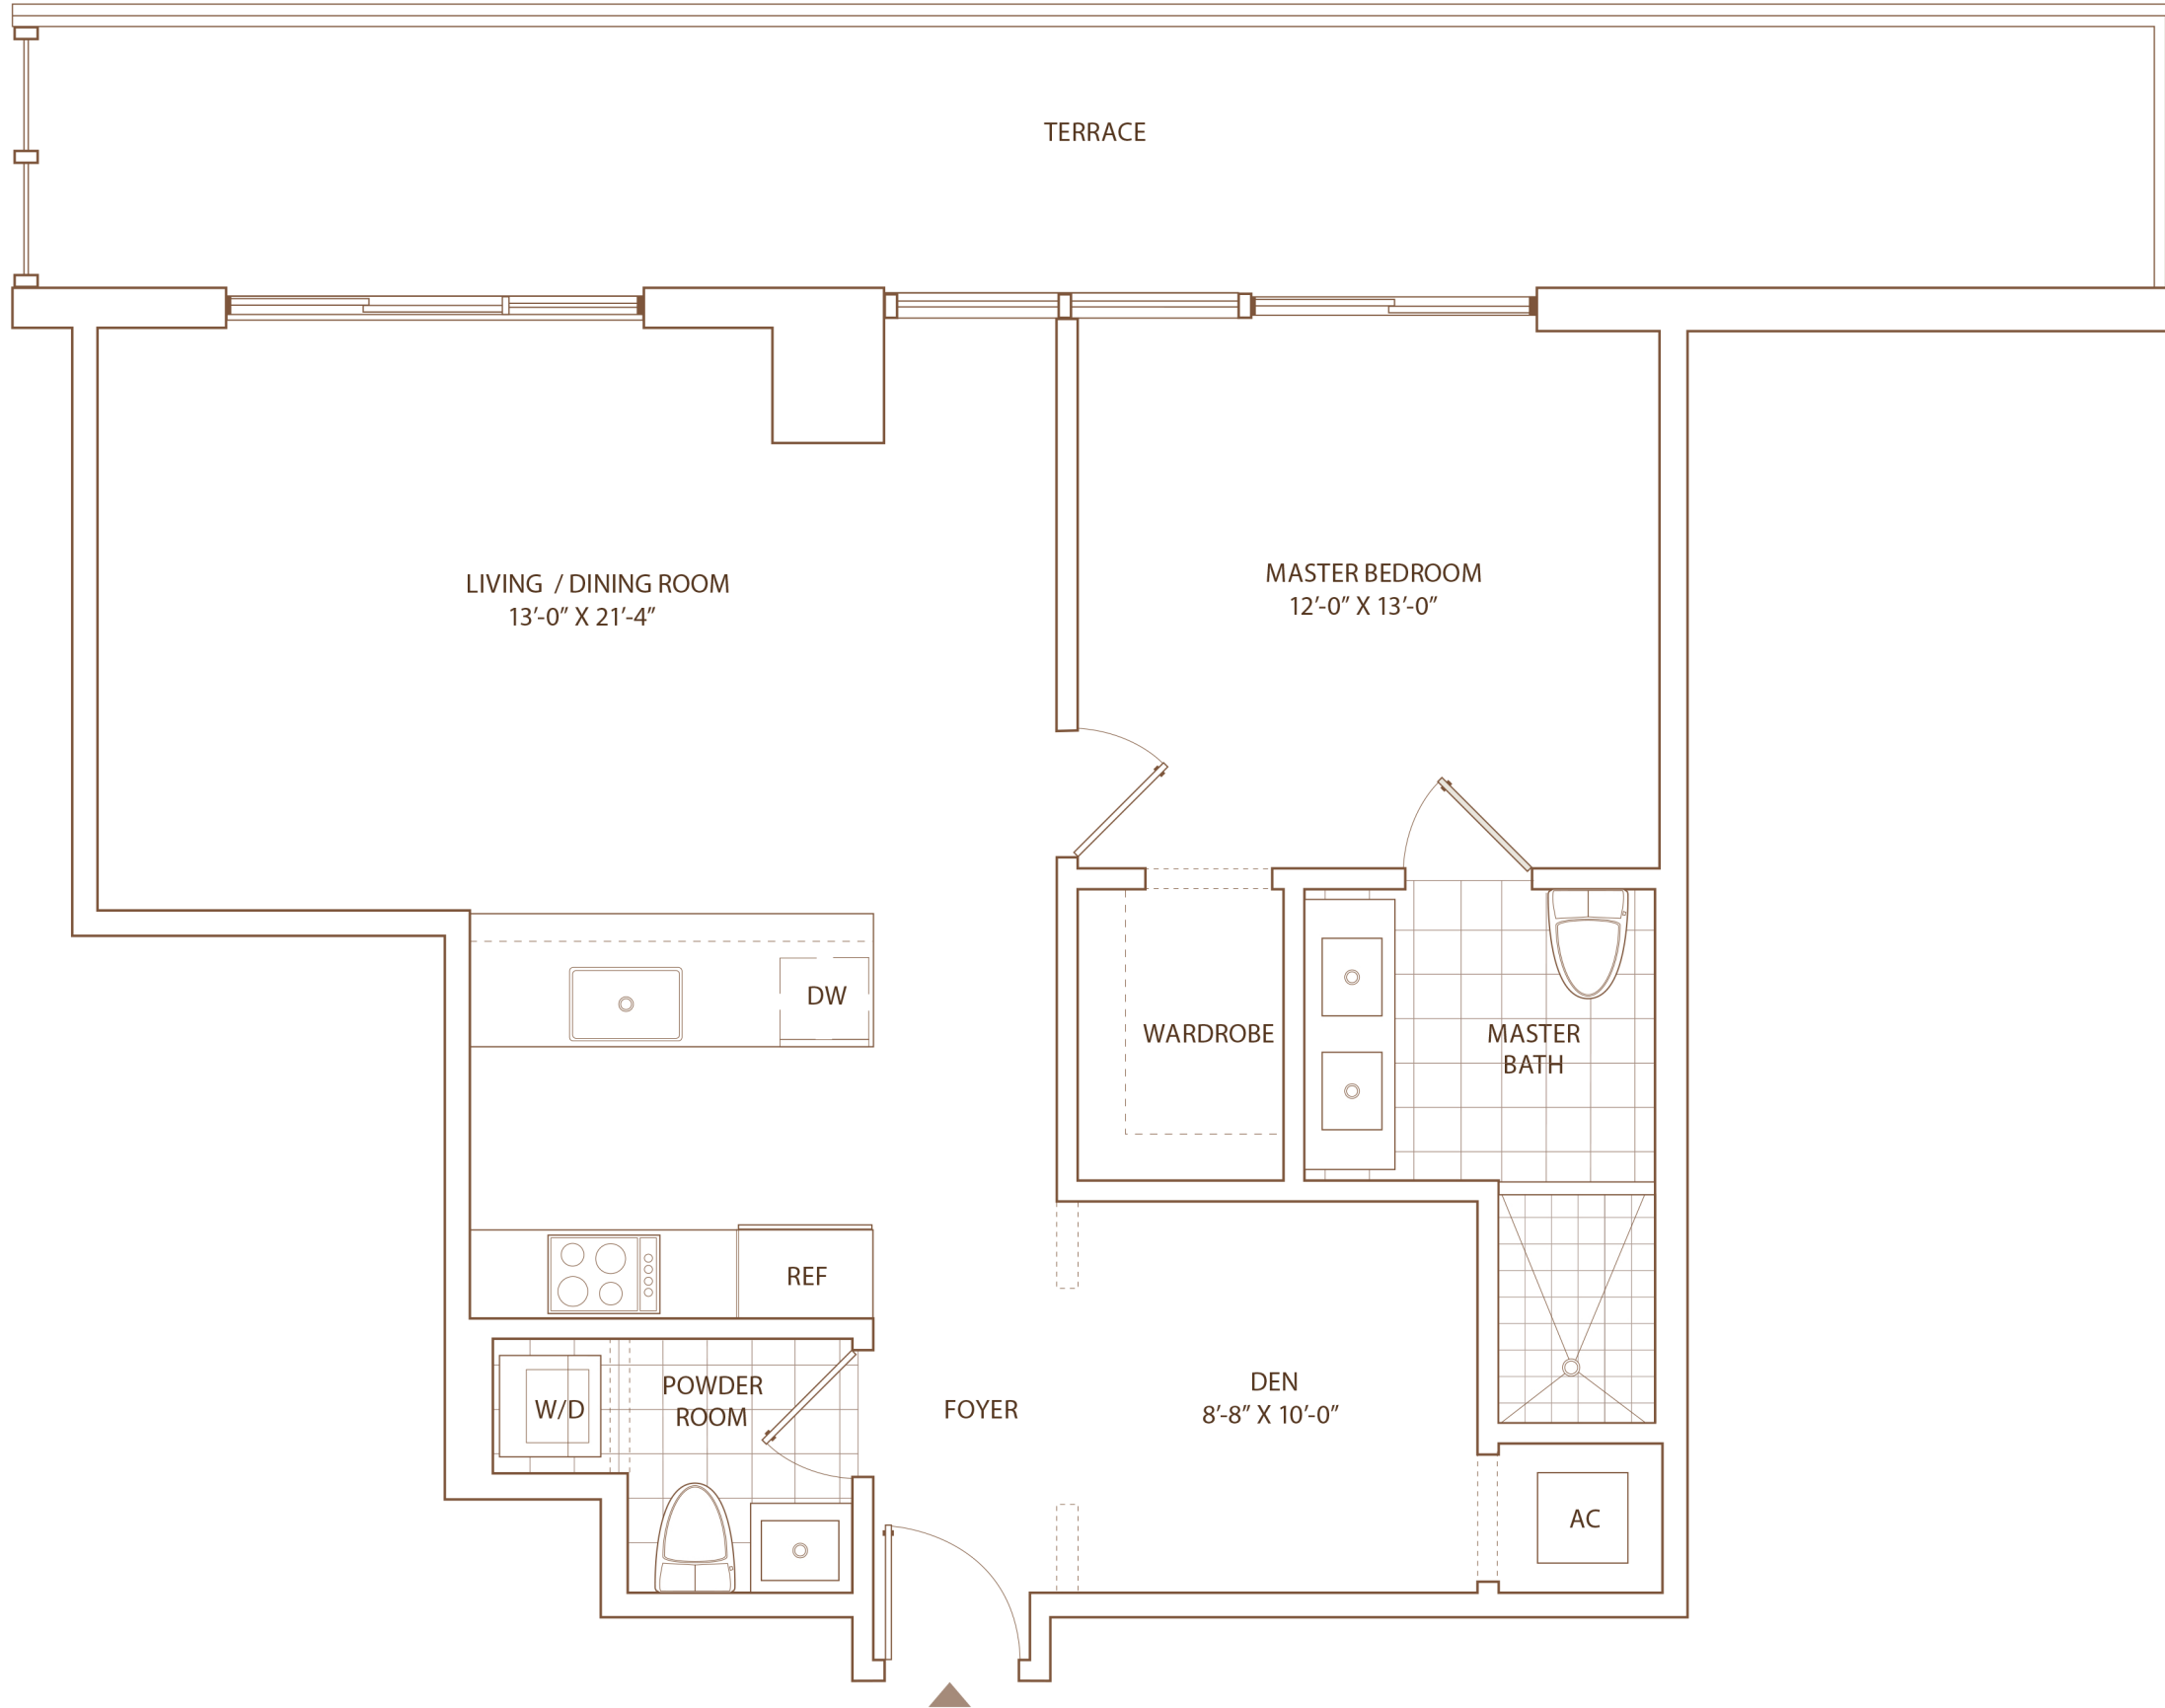 TERRACE
LIVING / DINING ROOM
13’-0” X 21’-4”
MASTER BEDROOM
12’-0” X 13’-0”
DW
WARDROBE
MASTER
BATH
REF
W/D
POWDER
ROOM
FOYER
DEN
8’-8” X 10’-0”
AC